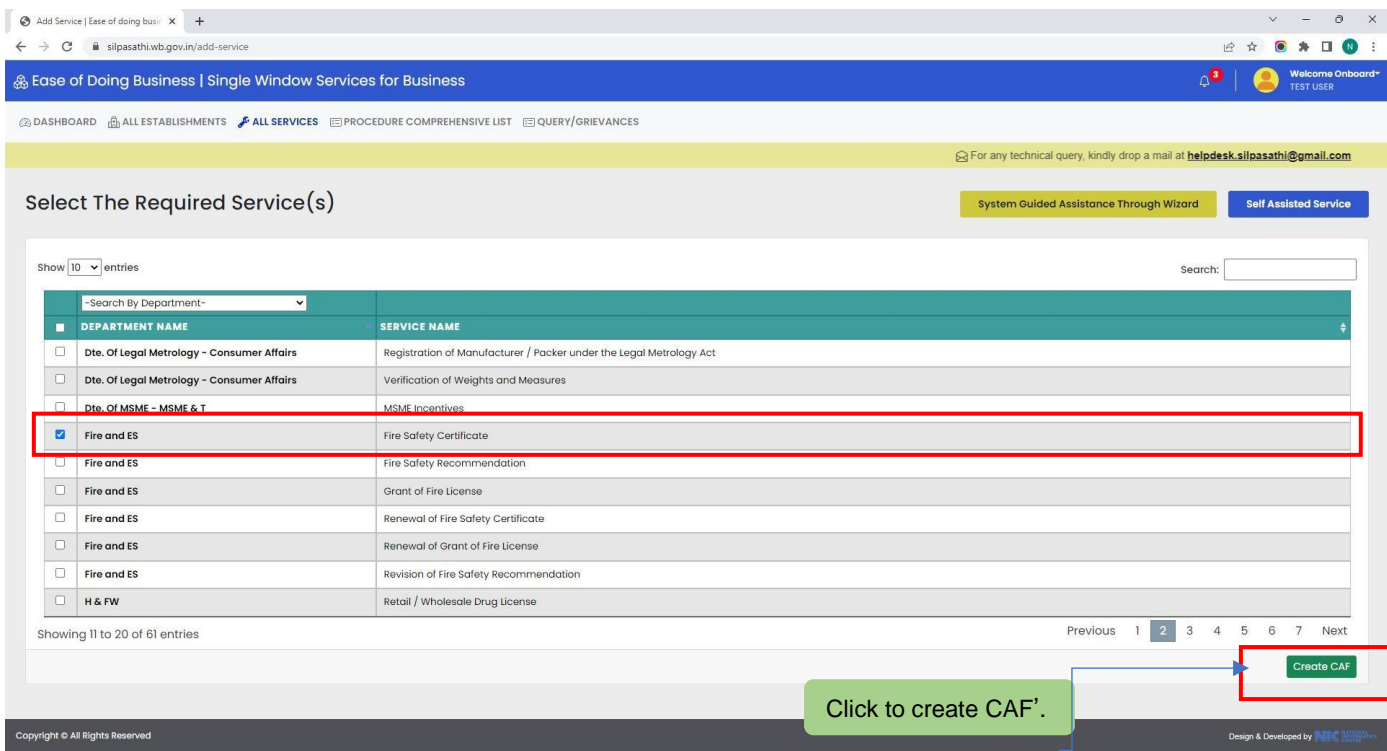 Add Service | Ease of doing busin
silpasathi.wb.gov.in/add-service
N
Ease of Doing Business | Single Window Services for Business
3
Welcome Onboard
TEST USER
DASHBOARD ALL ESTABLISHMENTS ALL SERVICES PROCEDURE COMPREHENSIVE LIST QUERY/GRIEVANCES
For any technical query, kindly drop a mail at helpdesk.silpasathi@gmail.com
Select The Required Service(s)
System Guided Assistance Through Wizard
Self Assisted Service
Show 10 entries
Search:
-Search By Department-
DEPARTMENT NAME SERVICE NAME
Dte. Of Legal Metrology - Consumer Affairs Registration of Manufacturer / Packer under the Legal Metrology Act
Dte. Of Legal Metrology - Consumer Affairs Verification of Weights and Measures
Dte. Of MSME - MSME & T MSME Incentives
Fire and ES Fire Safety Certificate
Fire and ES Fire Safety Recommendation
Fire and ES Grant of Fire License
Fire and ES Renewal of Fire Safety Certificate
Fire and ES Renewal of Grant of Fire License
Fire and ES Revision of Fire Safety Recommendation
H & FW Retail / Wholesale Drug License
Showing 11 to 20 of 61 entries
Previous 1 2 3 4 5 6 7 Next
Create CAF
Click to create CAF’.
Copyright © All Rights Reserved
Design & Developed by NIC